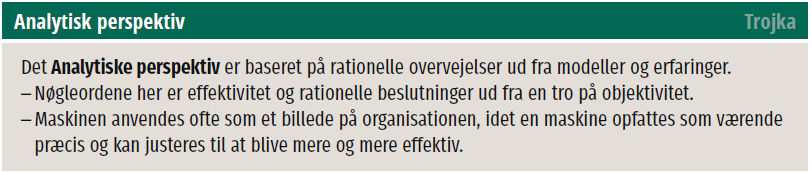 Analytisk perspektiv Trojka
Det Analytiske perspektiv er baseret på rationelle overvejelser ud fra modeller og erfaringer.
– Nøgleordene her er effektivitet og rationelle beslutninger ud fra en tro på objektivitet.
– Maskinen anvendes ofte som et billede på organisationen, idet en maskine opfattes som værende
præcis og kan justeres til at blive mere og mere effektiv.